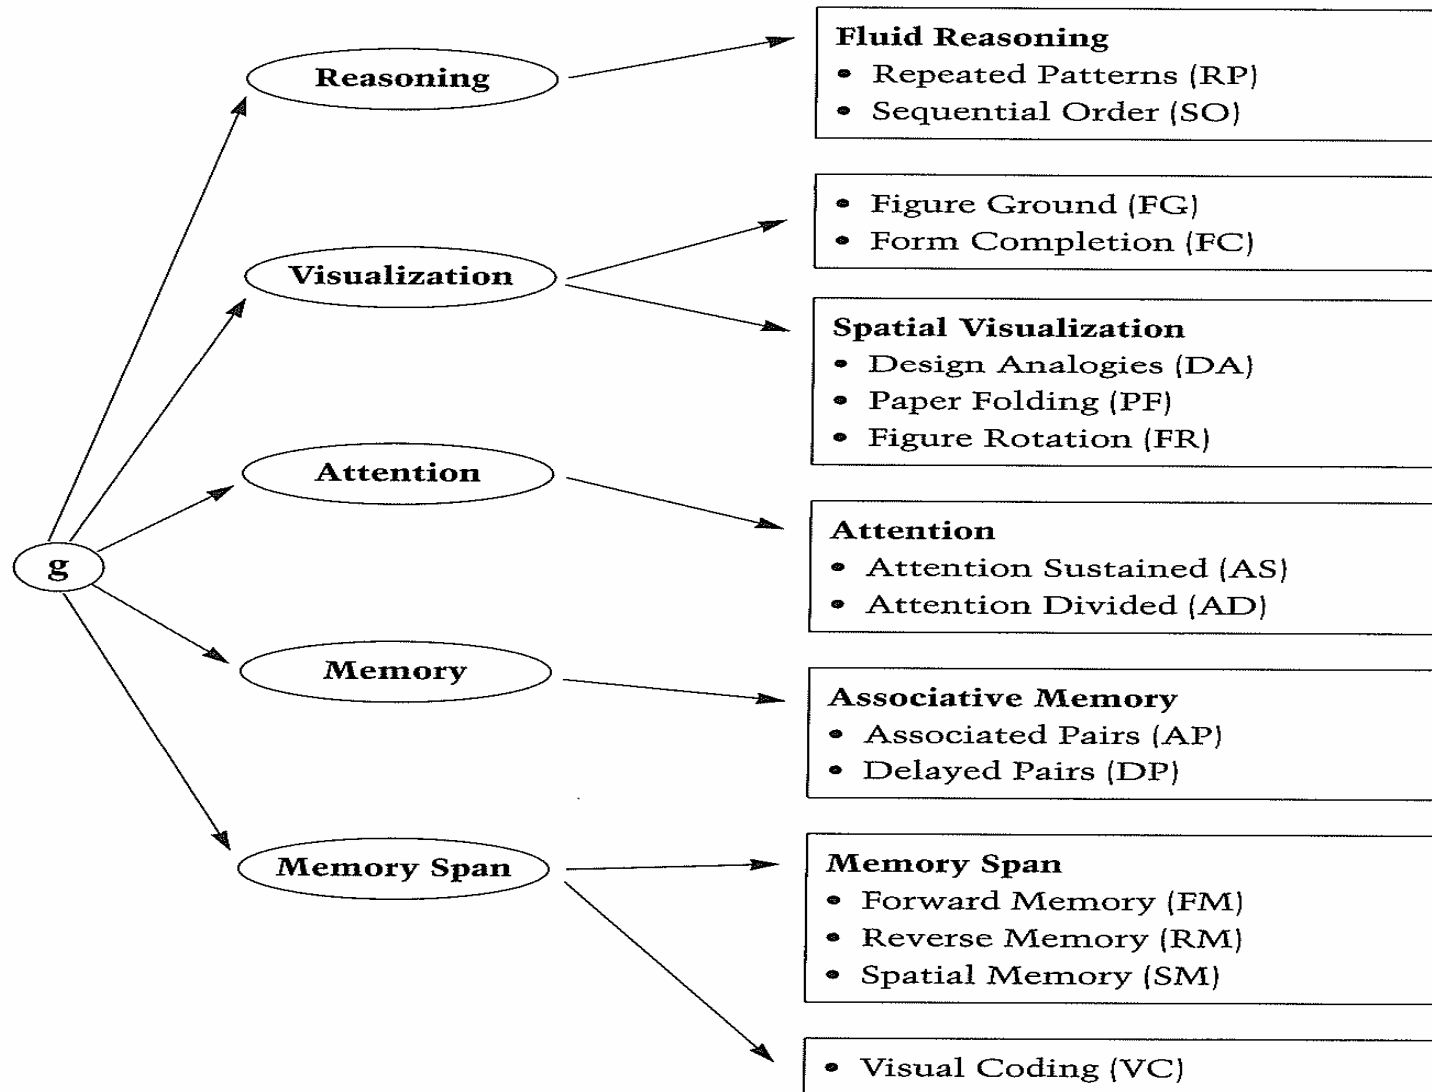 Reasoning
Fluid Reasoning
• Repeated Patterns (RP)
• Sequential Order (SO)
Visualization
• Figure Ground (FG)
• Form Completion (FC)
Spatial Visualization
• Design Analogies (DA)
• Paper Folding (PF)
• Figure Rotation (FR)
Attention
Attention
• Attention Sustained (AS)
• Attention Divided (AD)
g
Memory
Associative Memory
• Associated Pairs (AP)
• Delayed Pairs (DP)
Memory Span
Memory Span
• Forward Memory (FM)
• Reverse Memory (RM)
• Spatial Memory (SM)
• Visual Coding (VC)